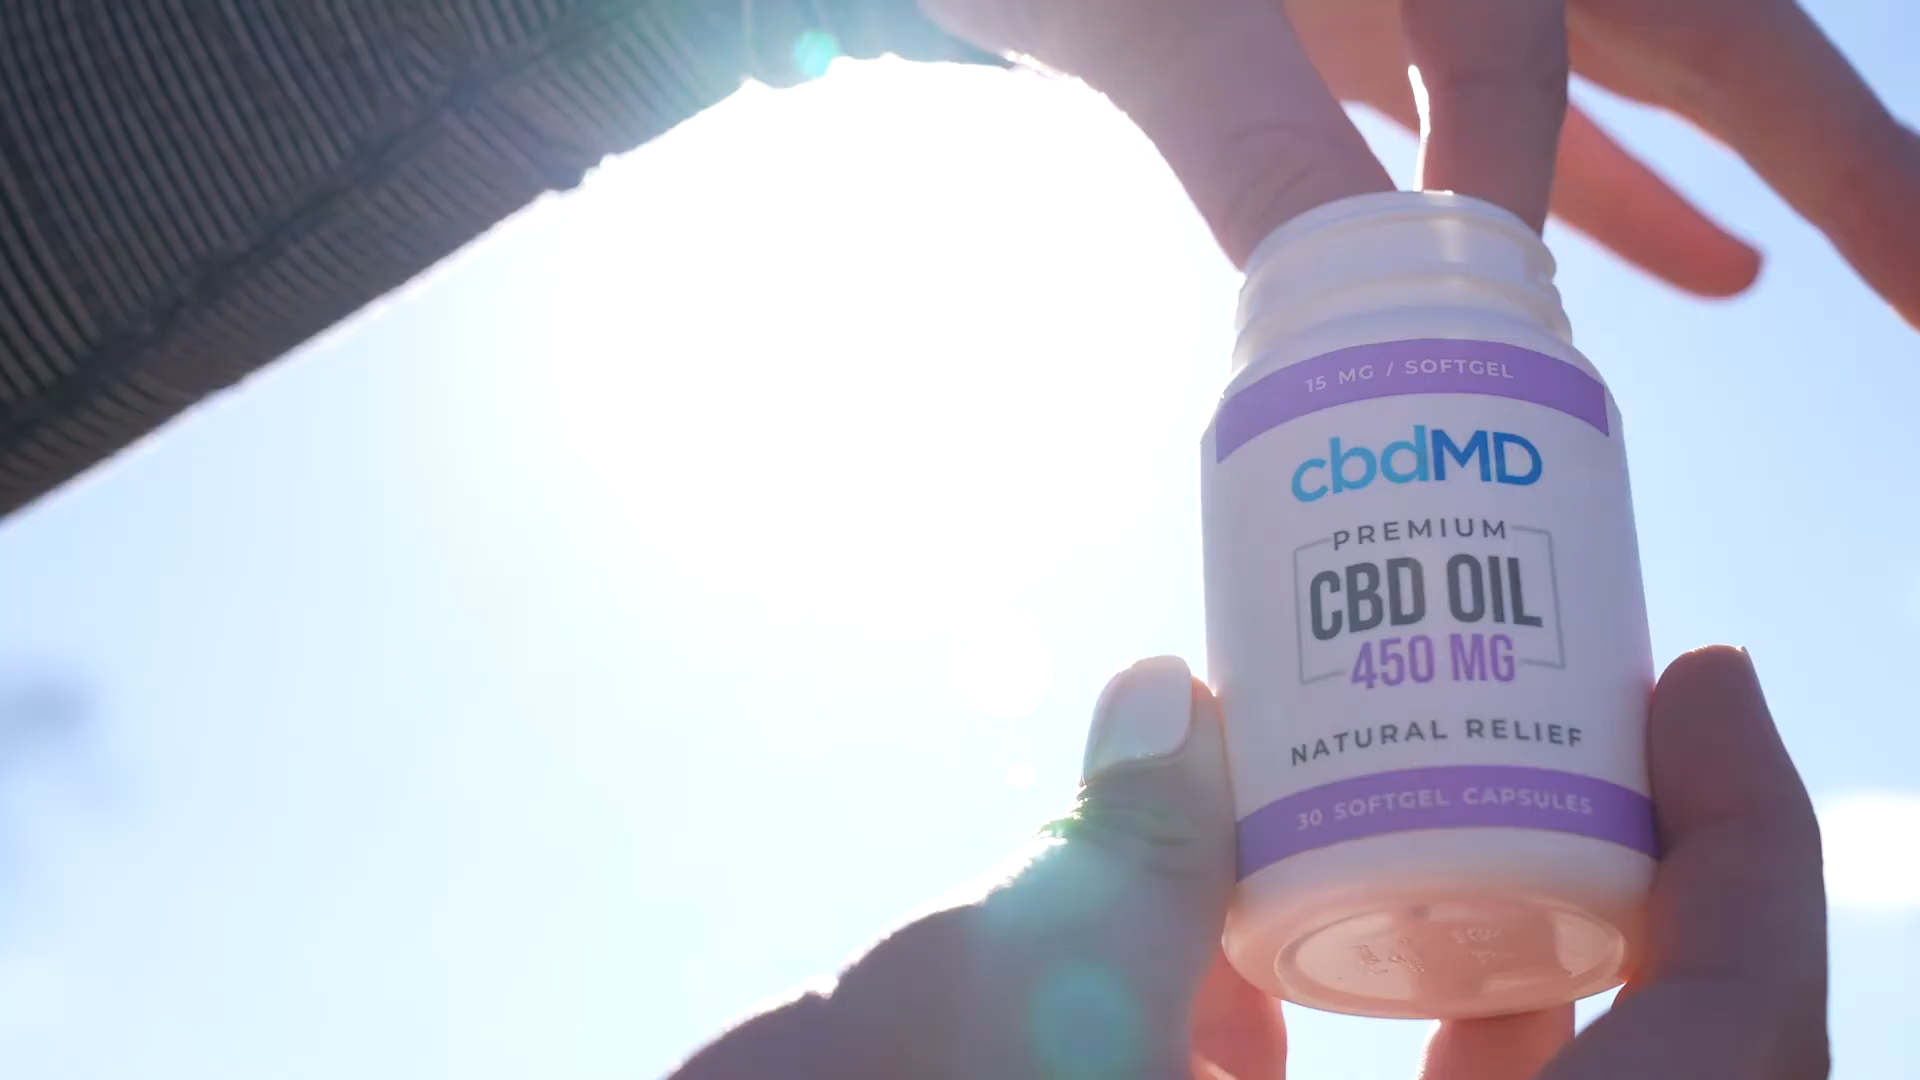 15 MG / SOFTGEL
cbdMD
PREMIUM
CBD OIL
450 MG
NATURAL RELIEF
30 SOFTGEL CAPSULES